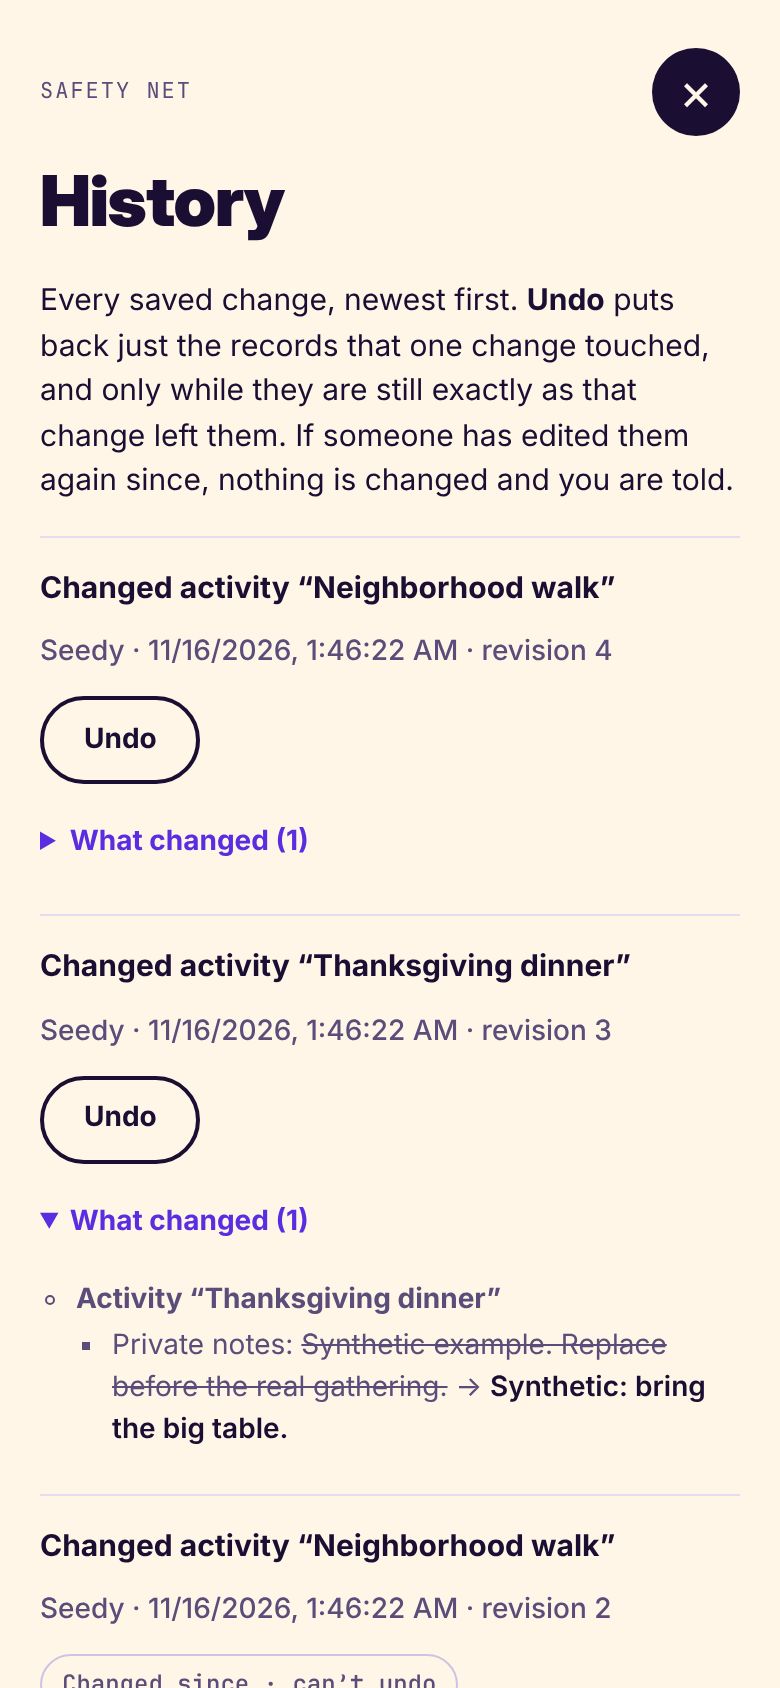 SAFETY NET
×
History
Every saved change, newest first. Undo puts
back just the records that one change touched,
and only while they are still exactly as that
change left them. If someone has edited them
again since, nothing is changed and you are told.
Changed activity “Neighborhood walk”
Seedy · 11/16/2026, 1:46:22 AM · revision 4
Undo
▶ What changed (1)
Changed activity “Thanksgiving dinner”
Seedy · 11/16/2026, 1:46:22 AM · revision 3
Undo
▼ What changed (1)
Activity “Thanksgiving dinner”
Private notes: Synthetic example. Replace
before the real gathering. → Synthetic: bring
the big table.
Changed activity “Neighborhood walk”
Seedy · 11/16/2026, 1:46:22 AM · revision 2
Changed since · can’t undo